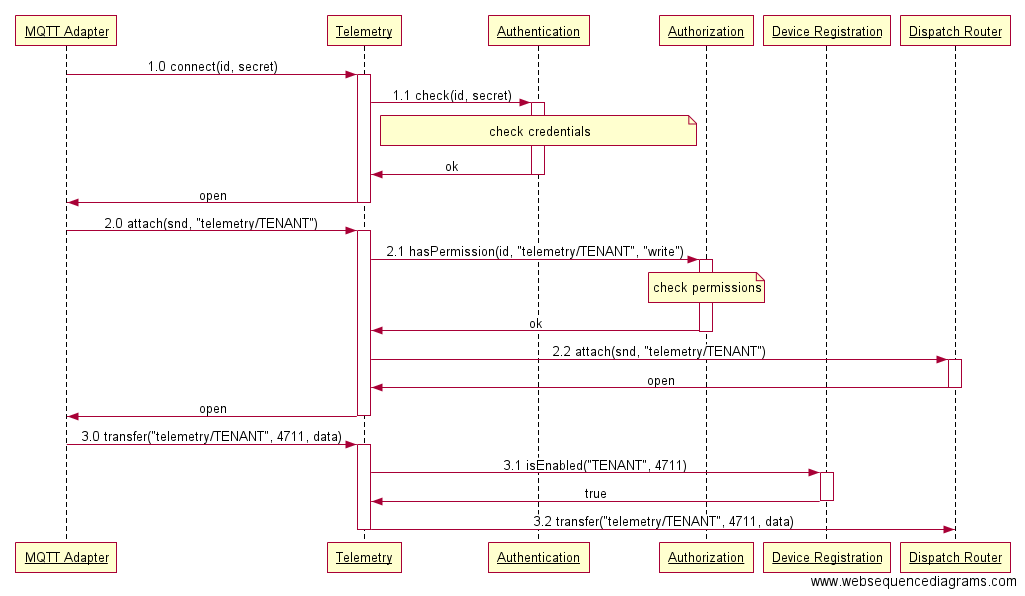 MQTT Adapter
Telemetry
Authentication
Authorization
Device Registration
Dispatch Router
1.0 connect(id, secret)
1.1 check(id, secret)
check credentials
ok
open
2.0 attach(snd, "telemetry/TENANT")
2.1 hasPermission(id, "telemetry/TENANT", "write")
check permissions
ok
2.2 attach(snd, "telemetry/TENANT")
open
open
3.0 transfer("telemetry/TENANT", 4711, data)
3.1 isEnabled("TENANT", 4711)
true
3.2 transfer("telemetry/TENANT", 4711, data)
MQTT Adapter
Telemetry
Authentication
Authorization
Device Registration
Dispatch Router
www.websequencediagrams.com